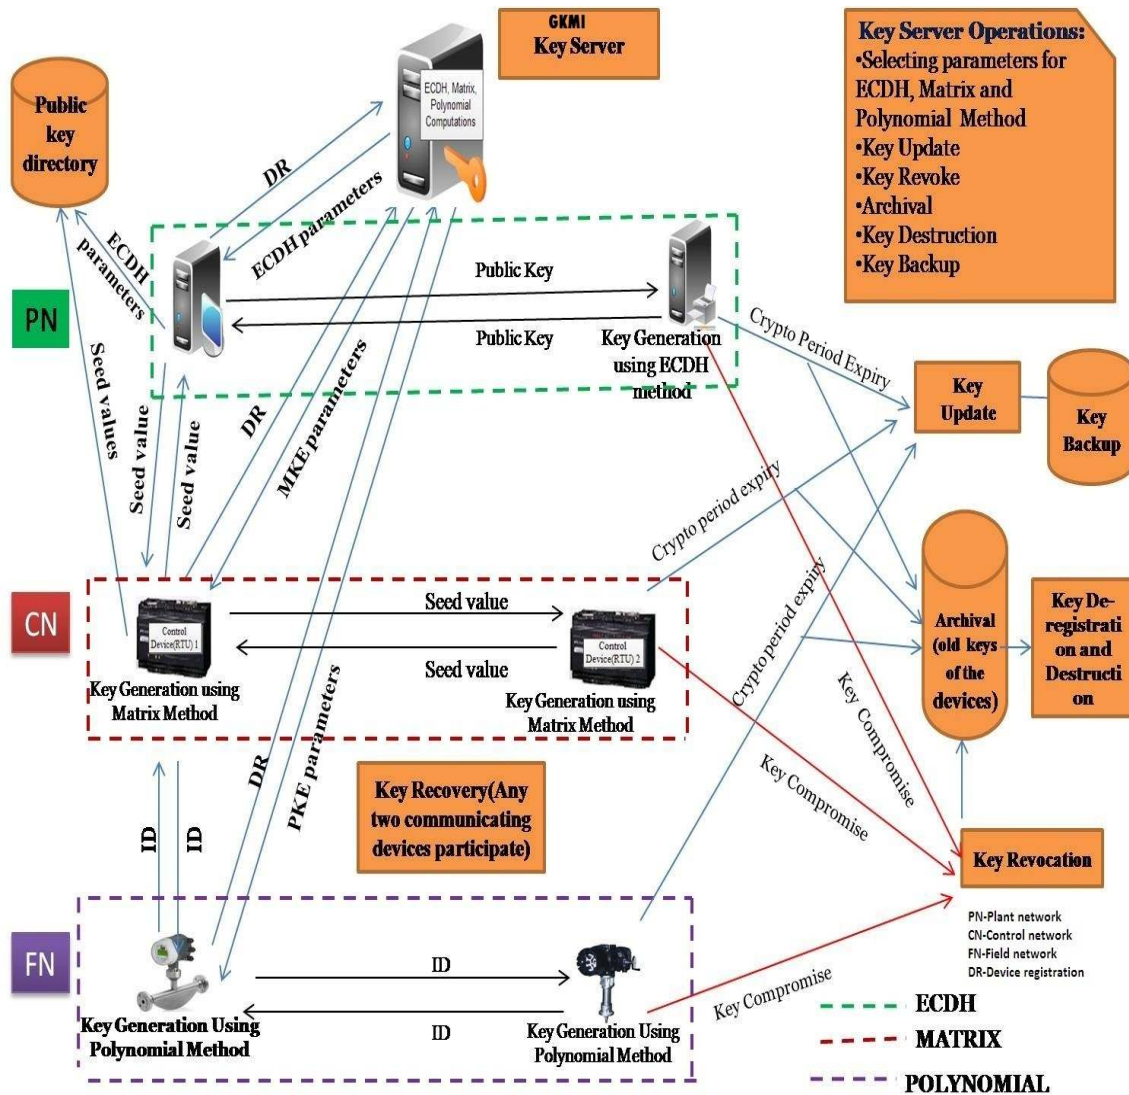 GKMI
Key Server
Key Server Operations:
•Selecting parameters for
ECDH, Matrix and
Polynomial Method
•Key Update
•Key Revoke
•Archival
•Key Destruction
•Key Backup
Public
key
directory
ECDH, Matrix,
Polynomial
Computations
DR
ECDH parameters
ECDH
parameters
PN
Public Key
Public Key
Key Generation
using ECDH
method
Crypto Period Expiry
Key
Update
Key
Backup
Seed values
Seed value
Seed value
DR
MKE parameters
Crypto period expiry
Crypto period expiry
CN
Control
Device(RTU) 1
Seed value
Seed value
Control
Device(RTU) 2
Key Generation using
Matrix Method
Key Generation using
Matrix Method
Archival
(old keys
of the
devices)
Key De-
registrati
on and
Destructi
on
Key Compromise
Key Compromise
DR
PKE parameters
Key Recovery(Any
two communicating
devices participate)
ID
ID
Key Revocation
PN-Plant network
CN-Control network
FN-Field network
DR-Device registration
FN
ID
ID
Key Generation Using
Polynomial Method
Key Generation Using
Polynomial Method
Key Compromise
ECDH
MATRIX
POLYNOMIAL